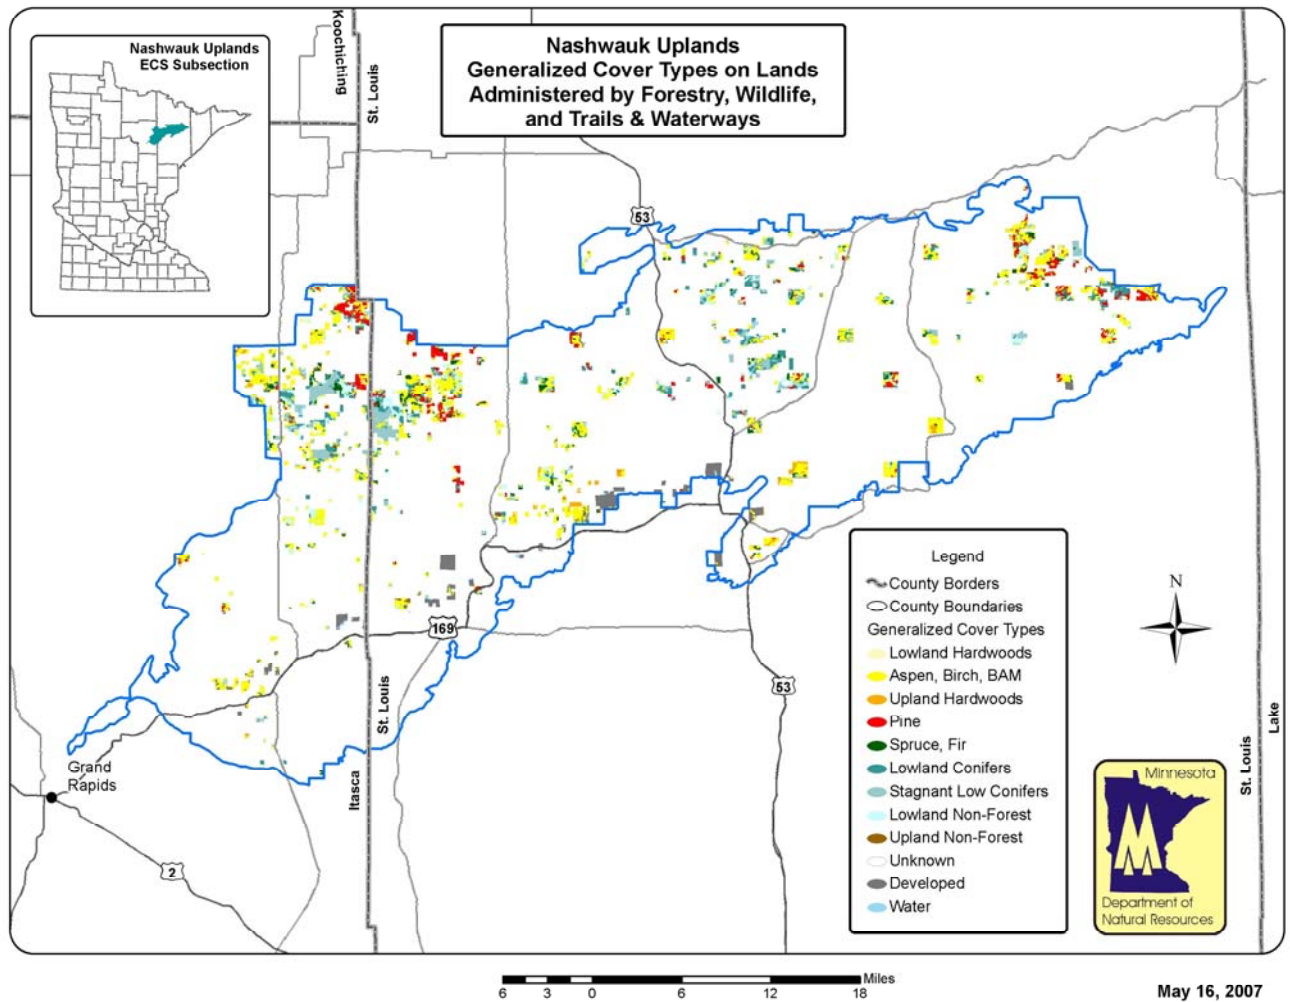 Nashwauk Uplands
ECS Subsection
Koochiching
St. Louis
Nashwauk Uplands
Generalized Cover Types on Lands
Administered by Forestry, Wildlife,
and Trails & Waterways
53
169
53
2
Grand
Rapids
Itasca
St. Louis
St. Louis
Lake
N
Legend
County Borders
County Boundaries
Generalized Cover Types
Lowland Hardwoods
Aspen, Birch, BAM
Upland Hardwoods
Pine
Spruce, Fir
Lowland Conifers
Stagnant Low Conifers
Lowland Non-Forest
Upland Non-Forest
Unknown
Developed
Water
Minnesota
Department of
Natural Resources
Miles
6 3 0 6 12 18
May 16, 2007